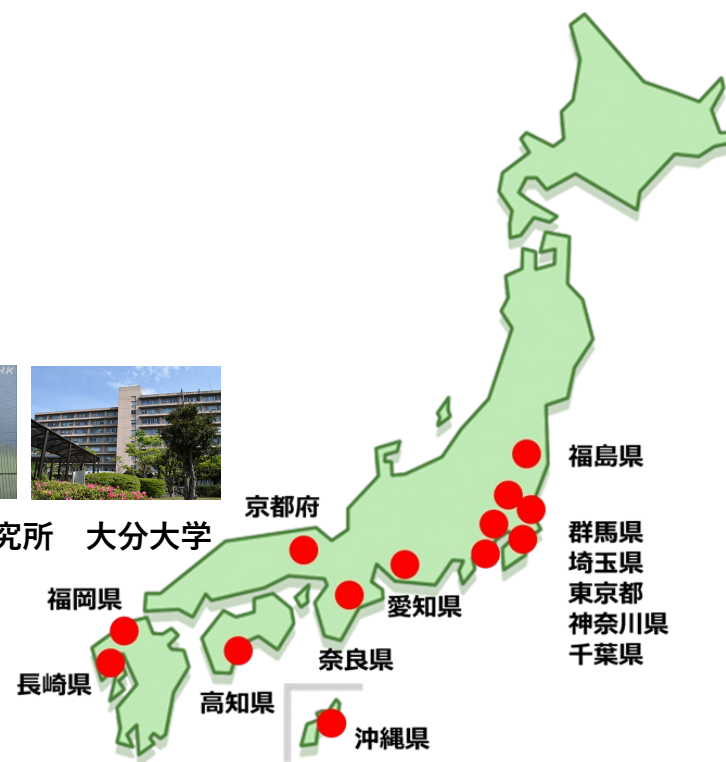 HK
京都府
福島県
究所　大分大学
群馬県
埼玉県
東京都
神奈川県
千葉県
福岡県
愛知県
奈良県
長崎県
高知県
沖縄県